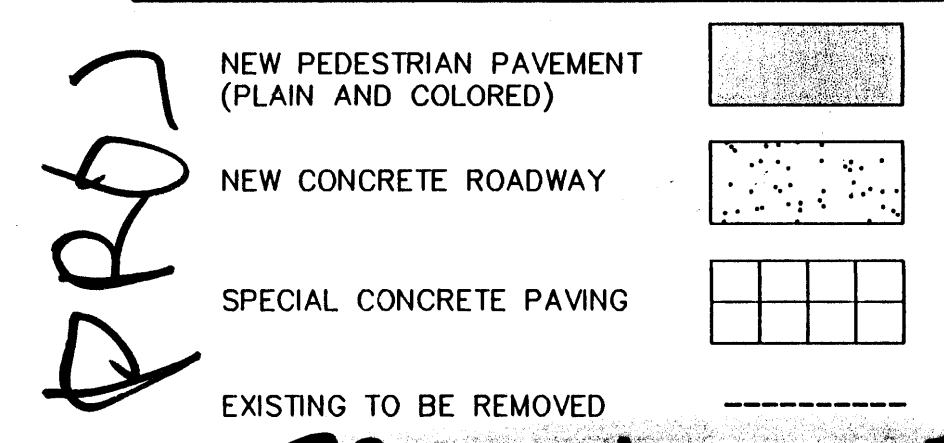 NEW PEDESTRIAN PAVEMENT
(PLAIN AND COLORED)
NEW CONCRETE ROADWAY
SPECIAL CONCRETE PAVING
EXISTING TO BE REMOVED